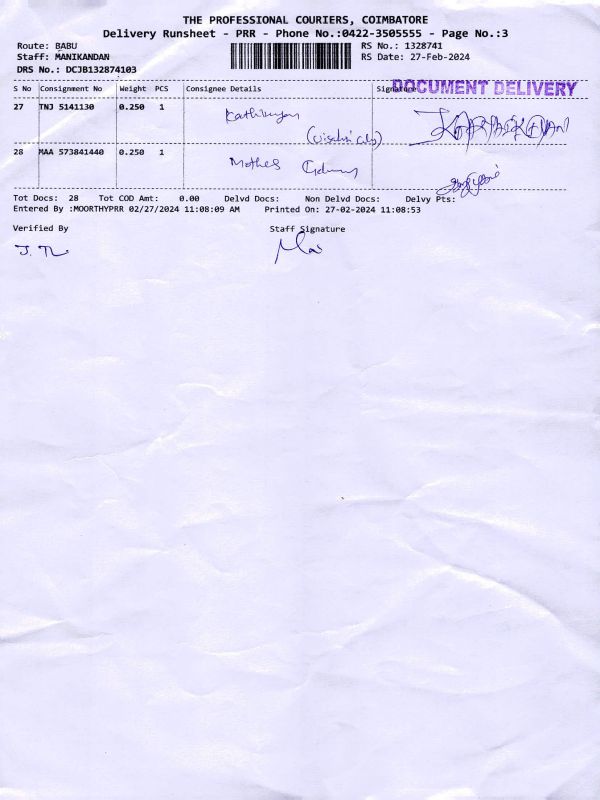 THE PROFESSIONAL COURIERS, COIMBATORE
Delivery Runsheet - PRR - Phone No.:0422-3505555 - Page No.:3
Route: BABU
Staff: MANIKANDAN
DRS No.: DCJB132874103
RS No.: 1328741
RS Date: 27-Feb-2024
S No Consignment No Weight PCS Consignee Details Signature
DOCUMENT DELIVERY
27 TNJ 5141130 0.250 1
28 MAA 573841440 0.250 1
Tot Docs: 28 Tot COD Amt: 0.00 Delvd Docs: Non Delvd Docs: Delvy Pts:
Entered By :MOORTHYPRR 02/27/2024 11:08:09 AM Printed On: 27-02-2024 11:08:53
Verified By Staff Signature